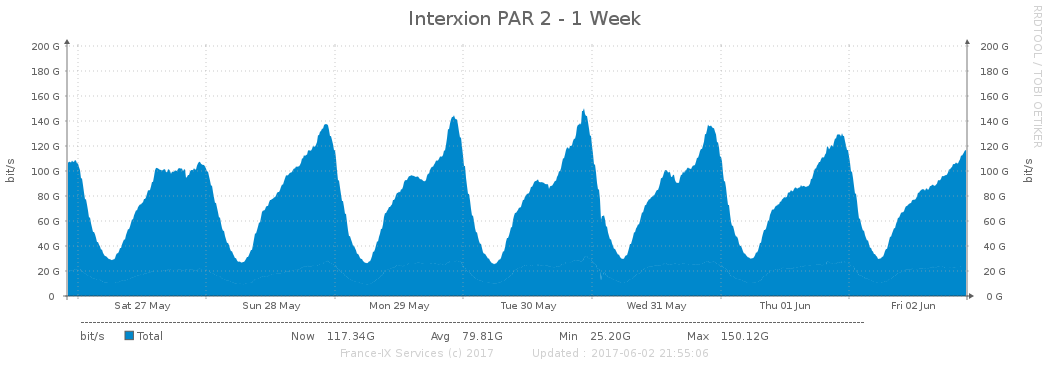 Interxion PAR 2 - 1 Week
RRDTOOL / TOBI OETIKER
200 G 200 G
180 G 180 G
160 G 160 G
140 G 140 G
120 G 120 G
100 G 100 G
80 G 80 G
60 G 60 G
40 G 40 G
20 G 20 G
0 0 G
bit/s bit/s
Sat 27 May Sun 28 May Mon 29 May Tue 30 May Wed 31 May Thu 01 Jun Fri 02 Jun
bit/s Total Now 117.34G Avg 79.81G Min 25.20G Max 150.12G
France-IX Services (c) 2017 Updated : 2017-06-02 21:55:06